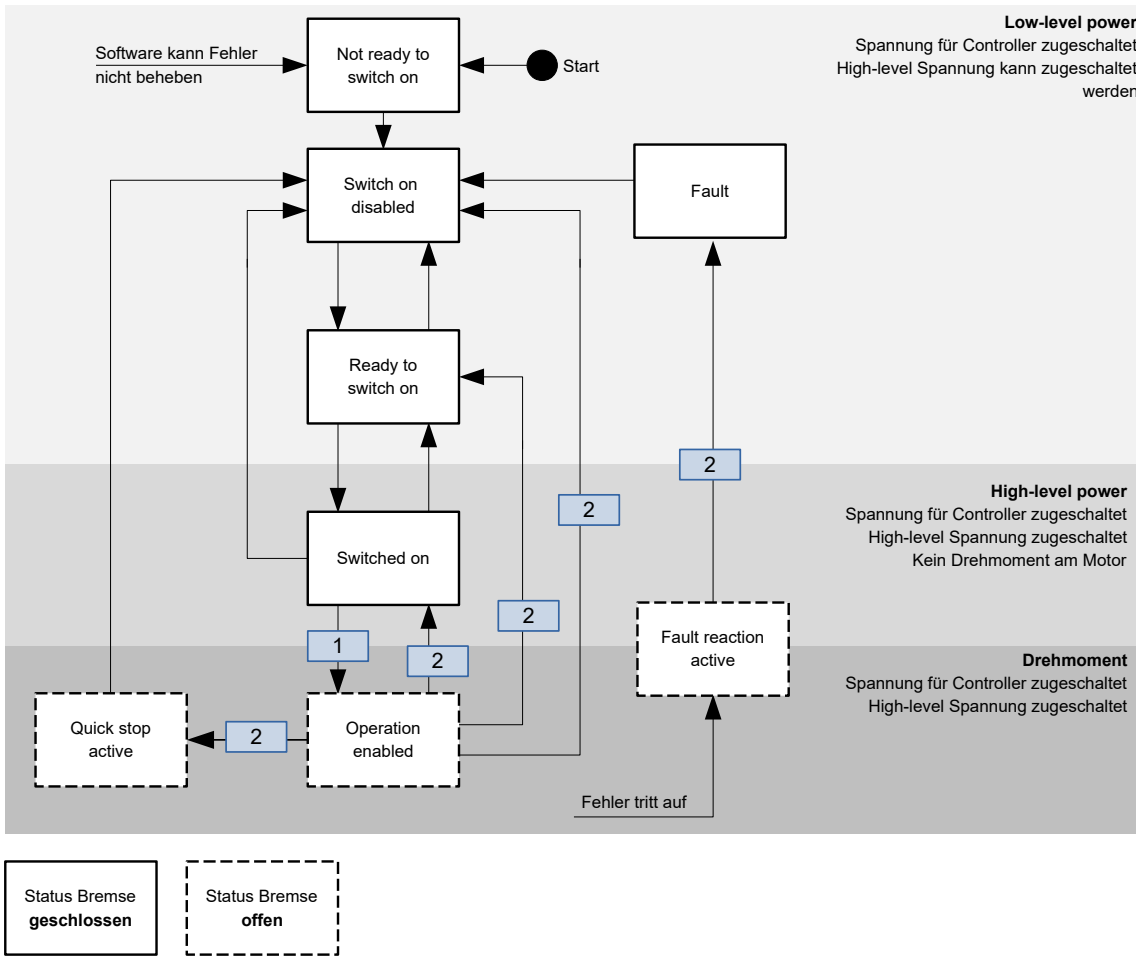 Low-level power
Spannung für Controller zugeschaltet
High-level Spannung kann zugeschaltet
werden
Software kann Fehler
nicht beheben
Not ready to
switch on
Start
Switch on
disabled
Fault
Ready to
switch on
2
High-level power
Spannung für Controller zugeschaltet
High-level Spannung zugeschaltet
Kein Drehmoment am Motor
2
Switched on
2
1
2
Fault reaction
active
Drehmoment
Spannung für Controller zugeschaltet
High-level Spannung zugeschaltet
Quick stop
active
2
Operation
enabled
Fehler tritt auf
Status Bremse
geschlossen
Status Bremse
offen